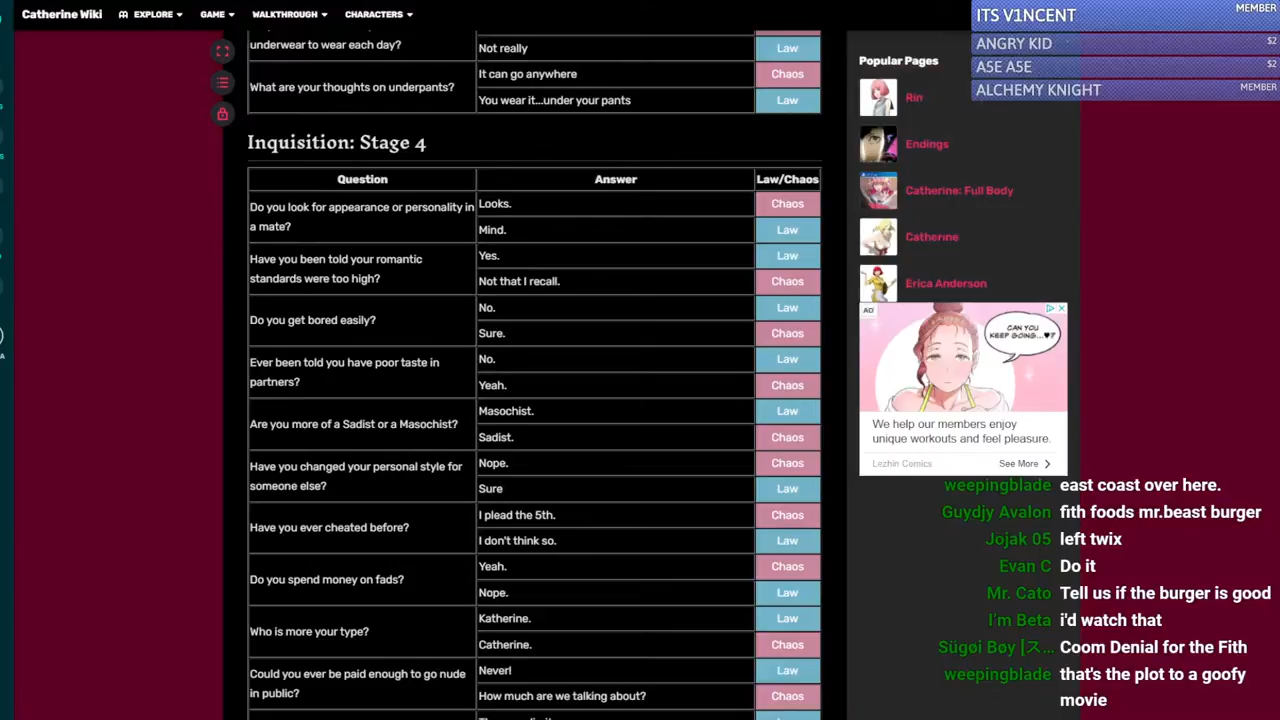 Catherine Wiki
EXPLORE
GAME
WALKTHROUGH
CHARACTERS
ITS V1NCENT
MEMBER
ANGRY KID
$2
A5E A5E
$2
ALCHEMY KNIGHT
MEMBER
underwear to wear each day?
Not really
Law
What are your thoughts on underpants?
It can go anywhere
Chaos
You wear it...under your pants
Law
Inquisition: Stage 4
Question
Answer
Law/Chaos
Do you look for appearance or personality in
a mate?
Looks.
Chaos
Mind.
Law
Have you been told your romantic
standards were too high?
Yes.
Law
Not that I recall.
Chaos
Do you get bored easily?
No.
Law
Sure.
Chaos
Ever been told you have poor taste in
partners?
No.
Law
Yeah.
Chaos
Are you more of a Sadist or a Masochist?
Masochist.
Law
Sadist.
Chaos
Have you changed your personal style for
someone else?
Nope.
Chaos
Sure
Law
Have you ever cheated before?
I plead the 5th.
Chaos
I don't think so.
Law
Do you spend money on fads?
Yeah.
Chaos
Nope.
Law
Who is more your type?
Katherine.
Law
Catherine.
Chaos
Could you ever be paid enough to go nude
in public?
Never!
Law
How much are we talking about?
Chaos
Popular Pages
Rin
Endings
Catherine: Full Body
Catherine
Erica Anderson
AD
CAN YOU
KEEP GOING...♥?
We help our members enjoy
unique workouts and feel pleasure.
Lezhin Comics
See More
weepingblade east coast over here.
Guydjy Avalon fith foods mr.beast burger
Jojak 05 left twix
Evan C Do it
Mr. Cato Tell us if the burger is good
I'm Beta i'd watch that
Sügøi Bøy [ス... Coom Denial for the Fith
weepingblade that's the plot to a goofy
movie